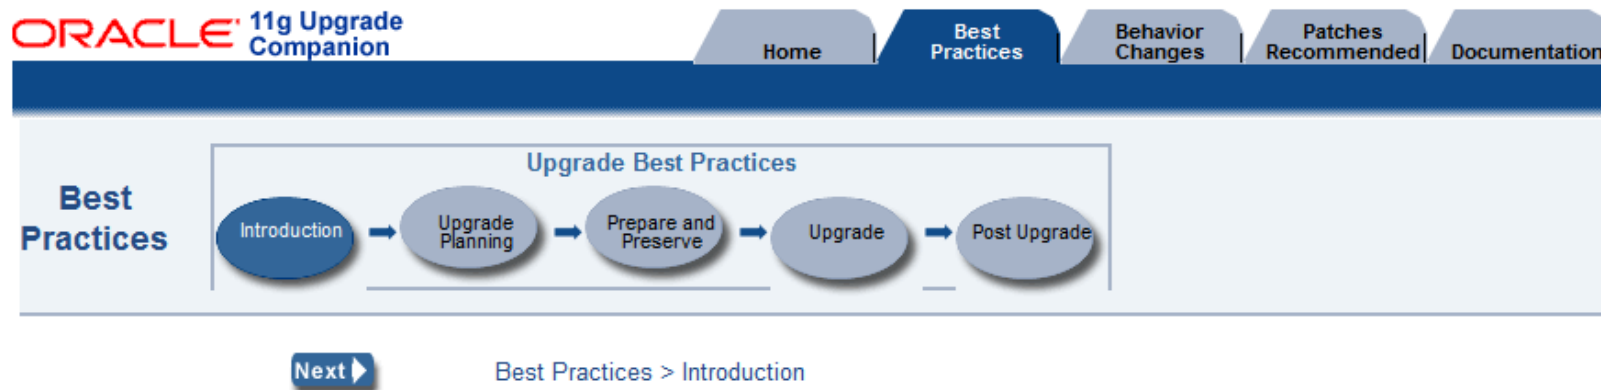 ORACLE 11g Upgrade
Companion
Home
Best
Practices
Behavior
Changes
Patches
Recommended
Documentation
Best
Practices
Upgrade Best Practices
Introduction
Upgrade
Planning
Prepare and
Preserve
Upgrade
Post Upgrade
Next
Best Practices > Introduction